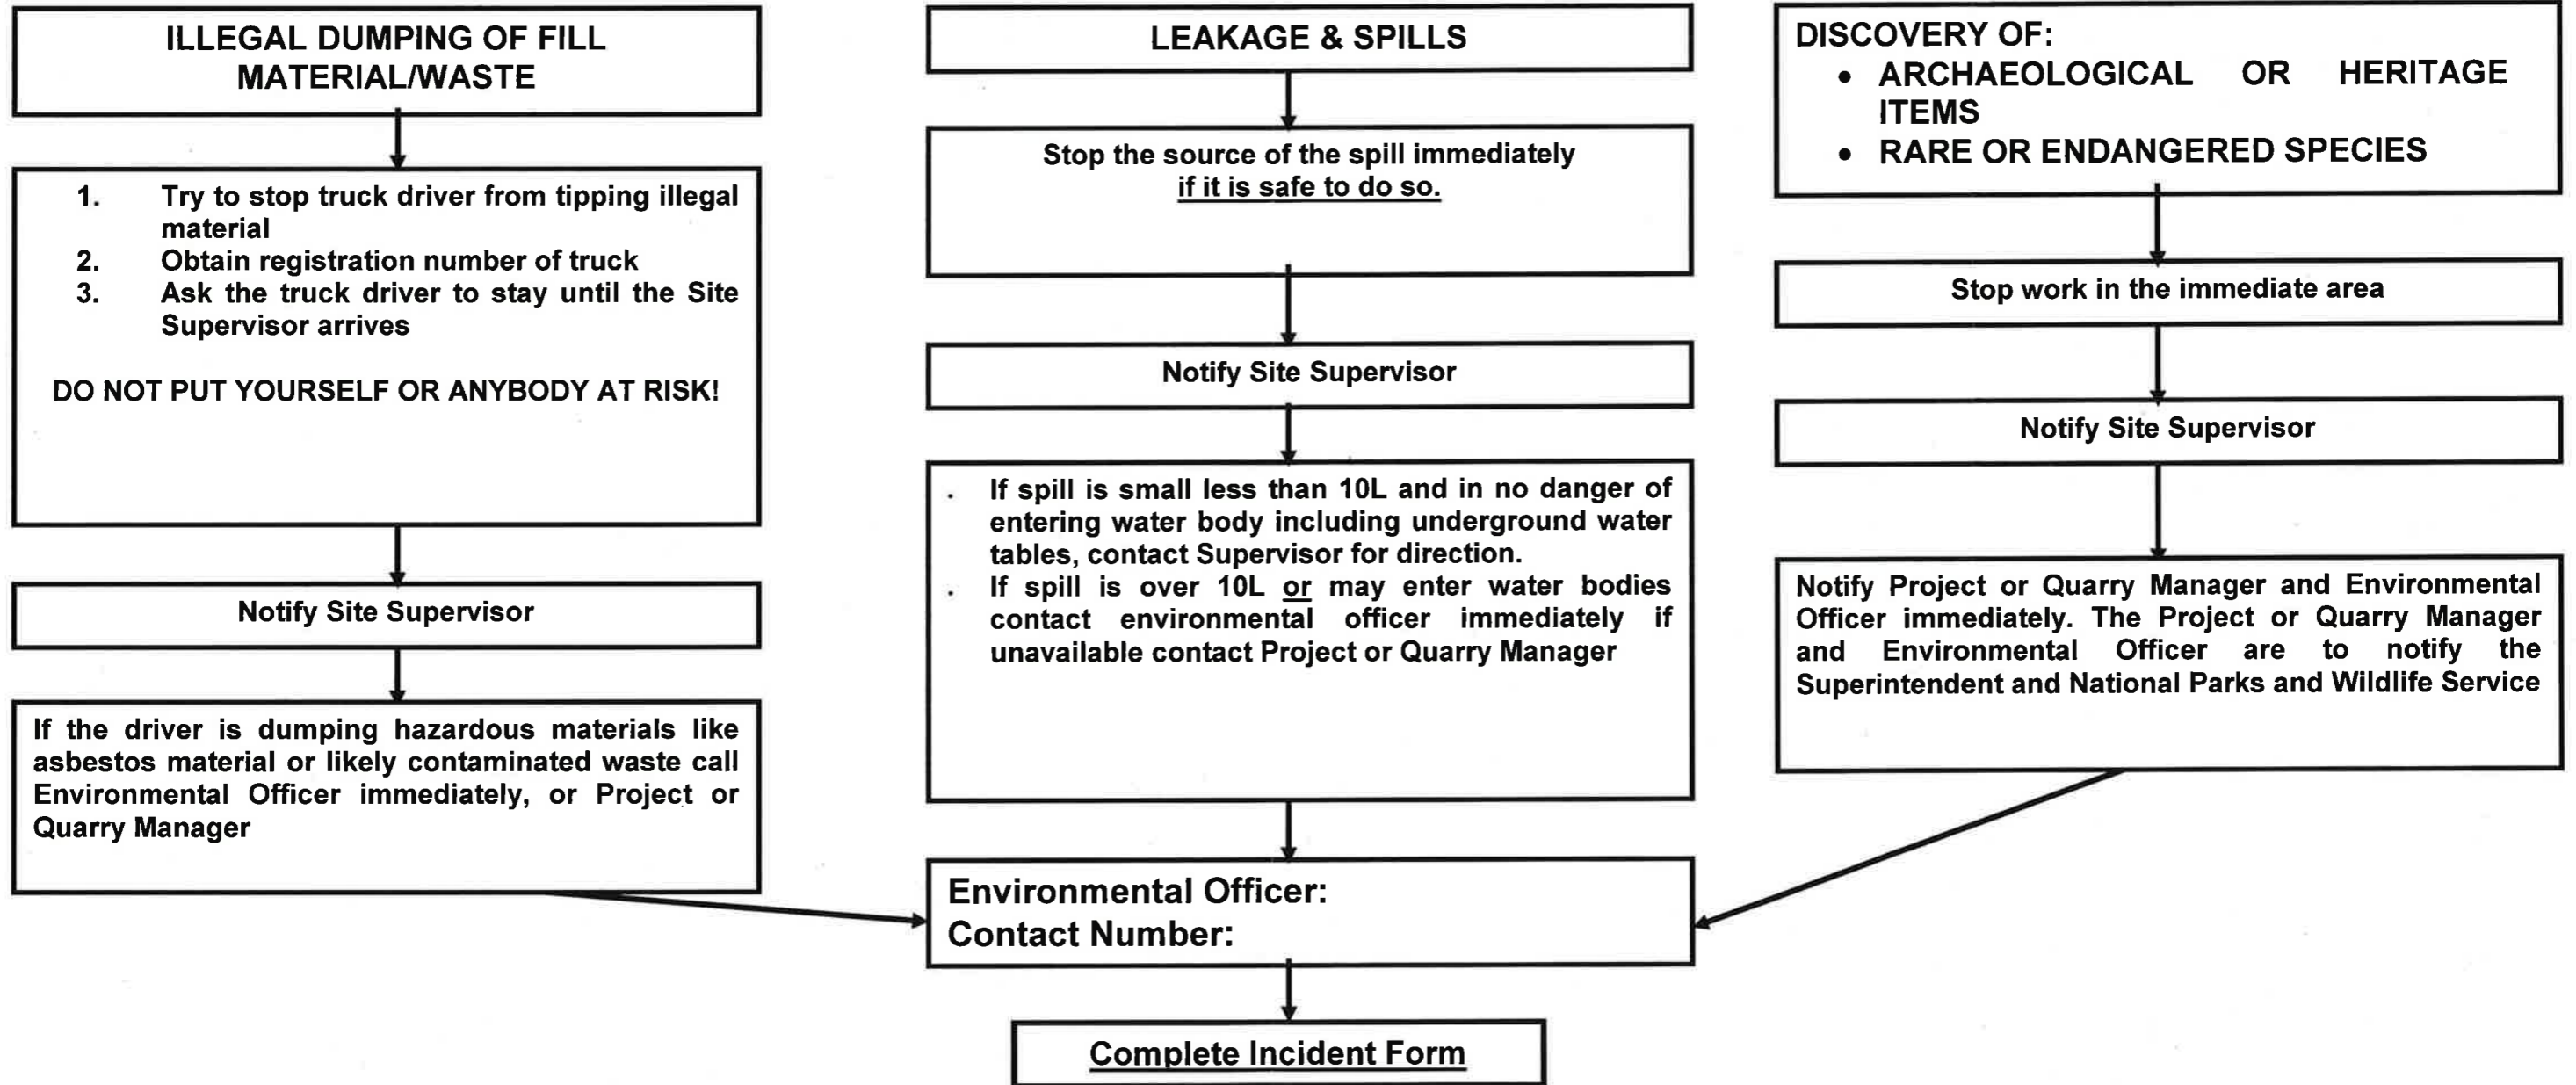 ILLEGAL DUMPING OF FILL
MATERIAL/WASTE
1. Try to stop truck driver from tipping illegal
material
2. Obtain registration number of truck
3. Ask the truck driver to stay until the Site
Supervisor arrives
DO NOT PUT YOURSELF OR ANYBODY AT RISK!
Notify Site Supervisor
If the driver is dumping hazardous materials like
asbestos material or likely contaminated waste call
Environmental Officer immediately, or Project or
Quarry Manager
LEAKAGE & SPILLS
Stop the source of the spill immediately
if it is safe to do so.
Notify Site Supervisor
. If spill is small less than 10L and in no danger of
entering water body including underground water
tables, contact Supervisor for direction.
. If spill is over 10L or may enter water bodies
contact environmental officer immediately if
unavailable contact Project or Quarry Manager
DISCOVERY OF:
• ARCHAEOLOGICAL OR HERITAGE
ITEMS
• RARE OR ENDANGERED SPECIES
Stop work in the immediate area
Notify Site Supervisor
Notify Project or Quarry Manager and Environmental
Officer immediately. The Project or Quarry Manager
and Environmental Officer are to notify the
Superintendent and National Parks and Wildlife Service
Environmental Officer:
Contact Number:
Complete Incident Form